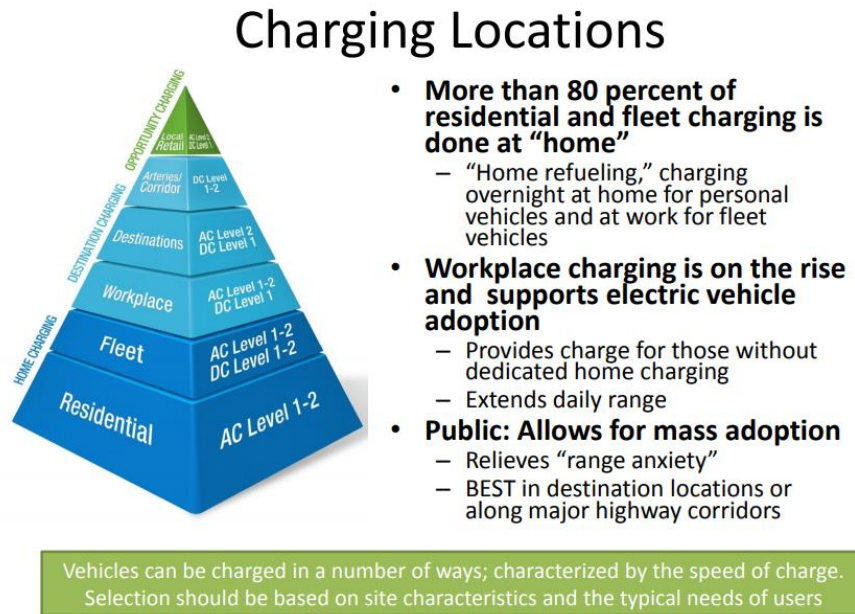 Charging Locations
OPPORTUNITY CHARGING
DESTINATION CHARGING
HOME CHARGING
Local
Retail
AC Level 2
DC Level 1
Arteries/
Corridor
DC Level
1-2
Destinations
AC Level 2
DC Level 1
Workplace
AC Level 1-2
DC Level 1
Fleet
AC Level 1-2
DC Level 1-2
Residential
AC Level 1-2
• More than 80 percent of
residential and fleet charging is
done at “home”
– “Home refueling,” charging
overnight at home for personal
vehicles and at work for fleet
vehicles
• Workplace charging is on the rise
and supports electric vehicle
adoption
– Provides charge for those without
dedicated home charging
– Extends daily range
• Public: Allows for mass adoption
– Relieves “range anxiety”
– BEST in destination locations or
along major highway corridors
Vehicles can be charged in a number of ways; characterized by the speed of charge.
Selection should be based on site characteristics and the typical needs of users